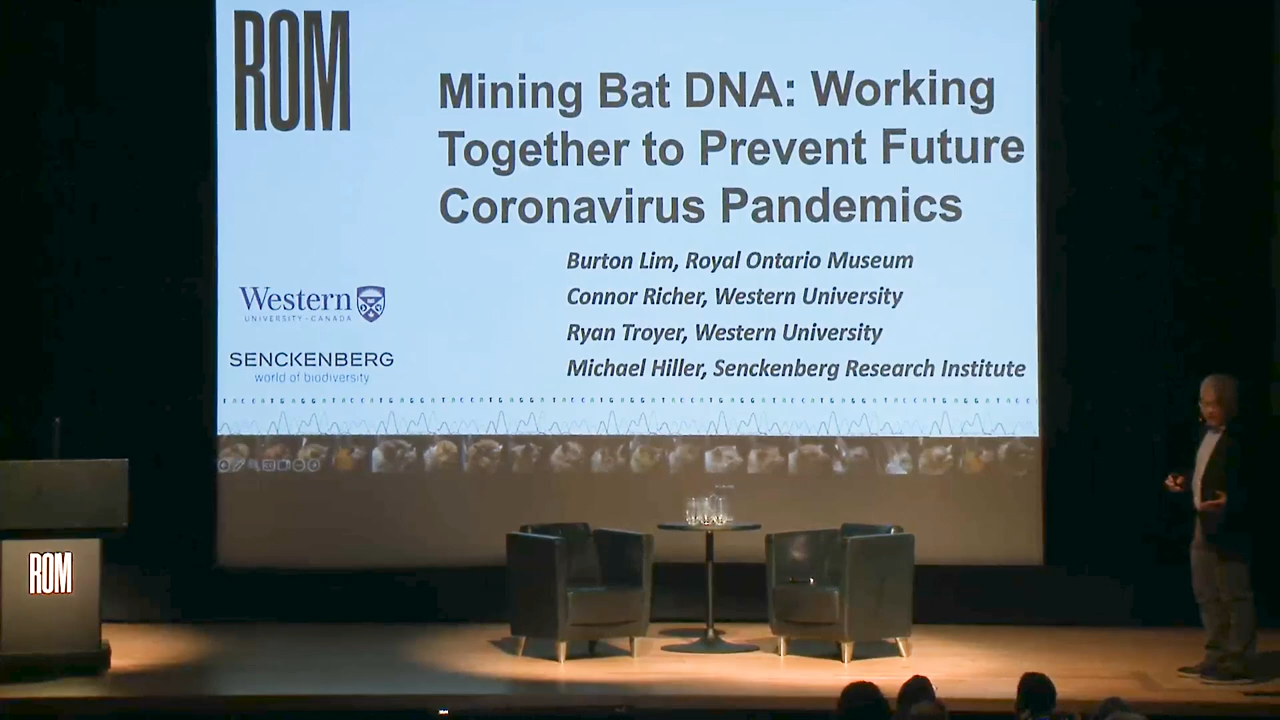 ROM
Mining Bat DNA: Working
Together to Prevent Future
Coronavirus Pandemics
Burton Lim, Royal Ontario Museum
Connor Richer, Western University
Ryan Troyer, Western University
Michael Hiller, Senckenberg Research Institute
Western
UNIVERSITY · CANADA
SENCKENBERG
world of biodiversity
ROM